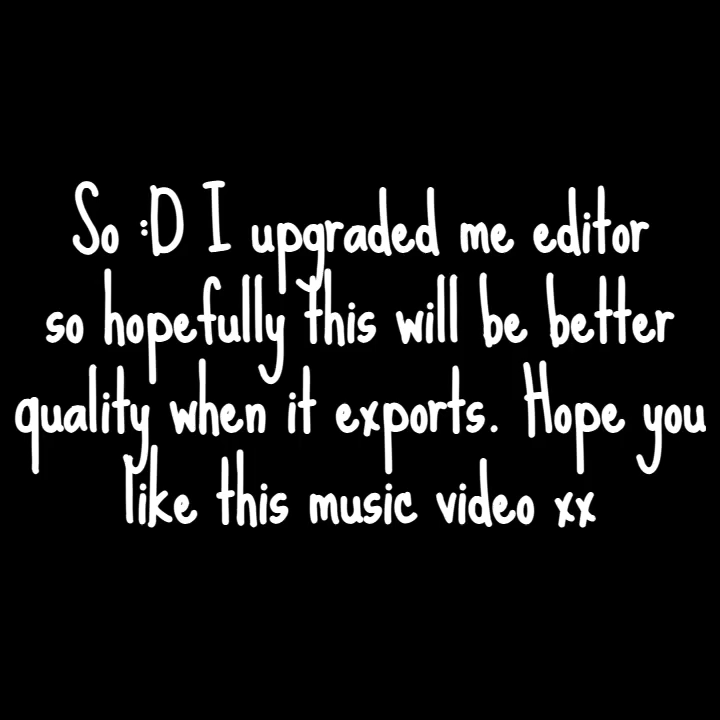 So :D I upgraded me editor
so hopefully this will be better
quality when it exports. Hope you
like this music video xx